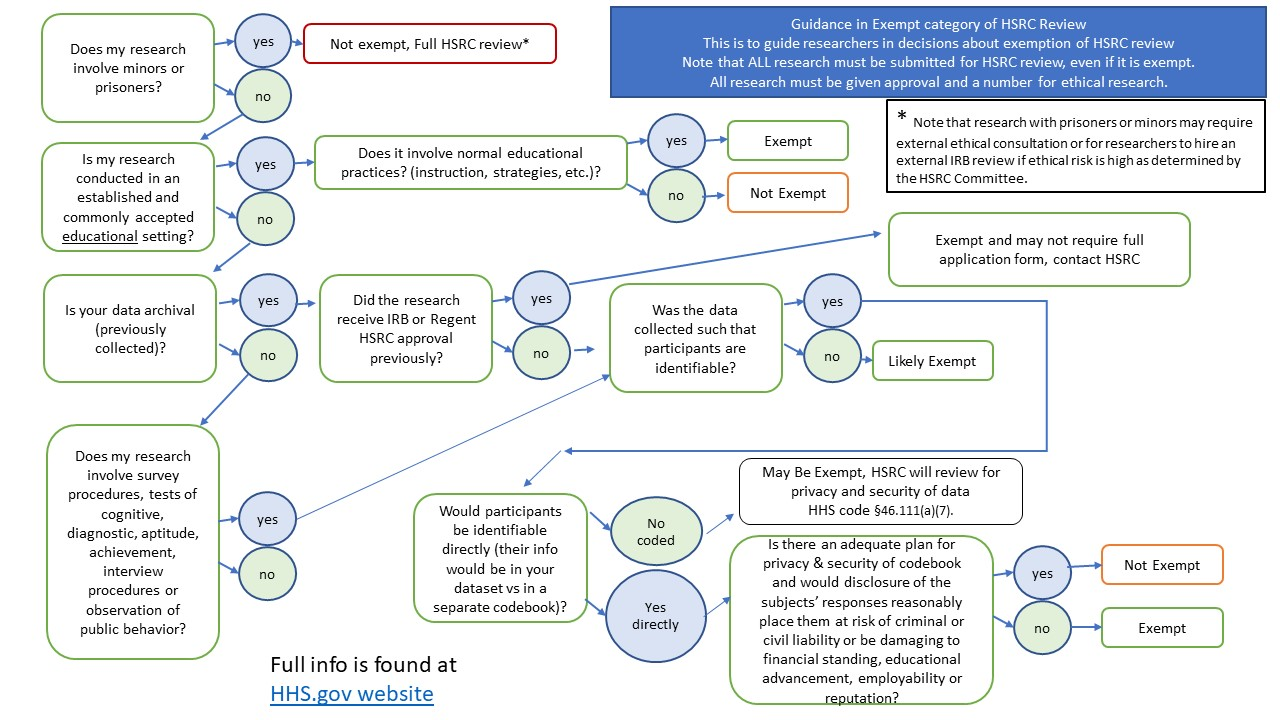 Guidance in Exempt category of HSRC Review
This is to guide researchers in decisions about exemption of HSRC review
Note that ALL research must be submitted for HSRC review, even if it is exempt.
All research must be given approval and a number for ethical research.
* Note that research with prisoners or minors may require
external ethical consultation or for researchers to hire an
external IRB review if ethical risk is high as determined by
the HSRC Committee.
Does my research
involve minors or
prisoners?
yes
no
Not exempt, Full HSRC review*
Is my research
conducted in an
established and
commonly accepted
educational setting?
yes
no
Does it involve normal educational
practices? (instruction, strategies, etc.)?
yes
no
Exempt
Not Exempt
Is your data archival
(previously
collected)?
yes
no
Did the research
receive IRB or Regent
HSRC approval
previously?
yes
no
Exempt and may not require full
application form, contact HSRC
Was the data
collected such that
participants are
identifiable?
yes
no
Likely Exempt
Does my research
involve survey
procedures, tests of
cognitive,
diagnostic, aptitude,
achievement,
interview
procedures or
observation of
public behavior?
yes
no
Would participants
be identifiable
directly (their info
would be in your
dataset vs in a
separate codebook)?
No
coded
Yes
directly
May Be Exempt, HSRC will review for
privacy and security of data
HHS code §46.111(a)(7).
Is there an adequate plan for
privacy & security of codebook
and would disclosure of the
subjects’ responses reasonably
place them at risk of criminal or
civil liability or be damaging to
financial standing, educational
advancement, employability or
reputation?
yes
no
Not Exempt
Exempt
Full info is found at
HHS.gov website